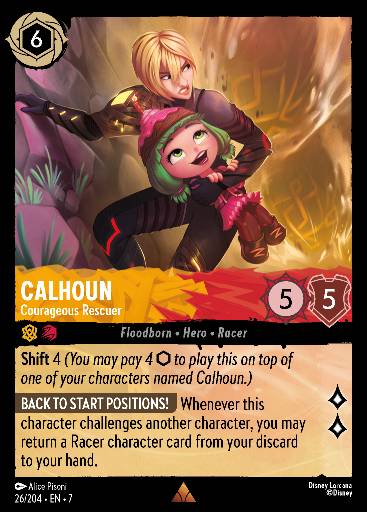 6
CALHOUN
Courageous Rescuer
5
5
Floodborn • Hero • Racer
Shift 4 (You may pay 4 to play this on top of
one of your characters named Calhoun.)
BACK TO START POSITIONS! Whenever this
character challenges another character, you may
return a Racer character card from your discard
to your hand.
Alice Pisoni
26/204 • EN • 7
Disney Lorcana
©Disney